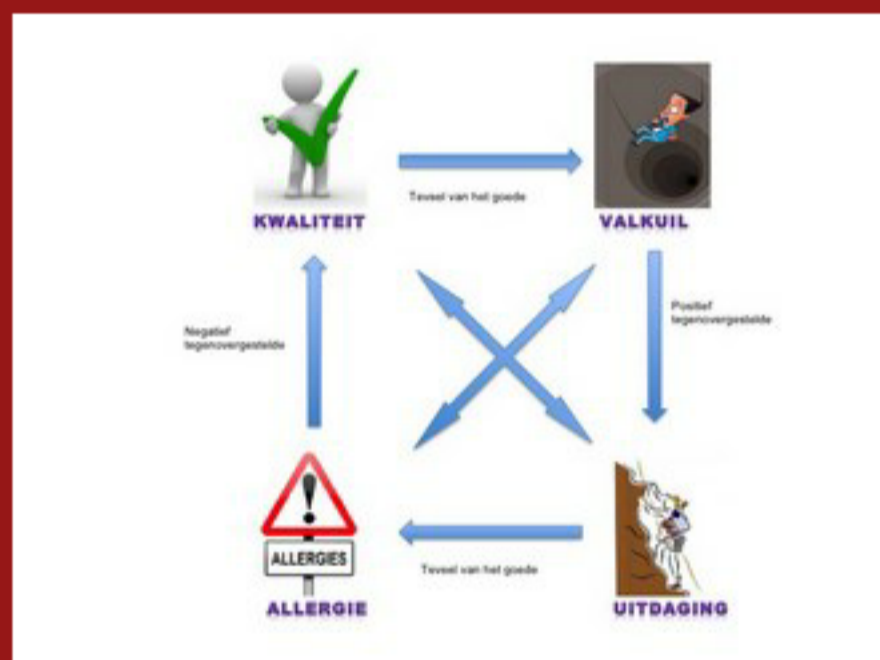 Teveel van het goede
KWALITEIT
VALKUIL
Negatief
tegenovergestelde
Positief
tegenovergestelde
ALLERGIES
Teveel van het goede
ALLERGIE
UITDAGING